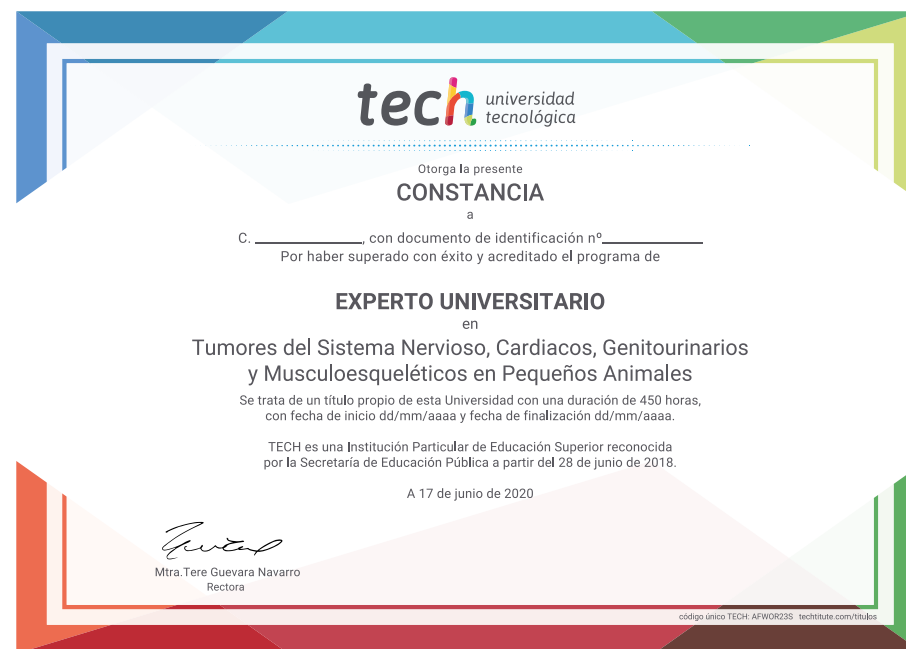 tech universidad
tecnológica
Otorga la presente
CONSTANCIA
a
C. ____________, con documento de identificación nº____________
Por haber superado con éxito y acreditado el programa de
EXPERTO UNIVERSITARIO
en
Tumores del Sistema Nervioso, Cardiacos, Genitourinarios
y Musculoesqueléticos en Pequeños Animales
Se trata de un título propio de esta Universidad con una duración de 450 horas,
con fecha de inicio dd/mm/aaaa y fecha de finalización dd/mm/aaaa.
TECH es una Institución Particular de Educación Superior reconocida
por la Secretaría de Educación Pública a partir del 28 de junio de 2018.
A 17 de junio de 2020
Mtra.Tere Guevara Navarro
Rectora
código único TECH: AFWOR23S techtitute.com/titulos